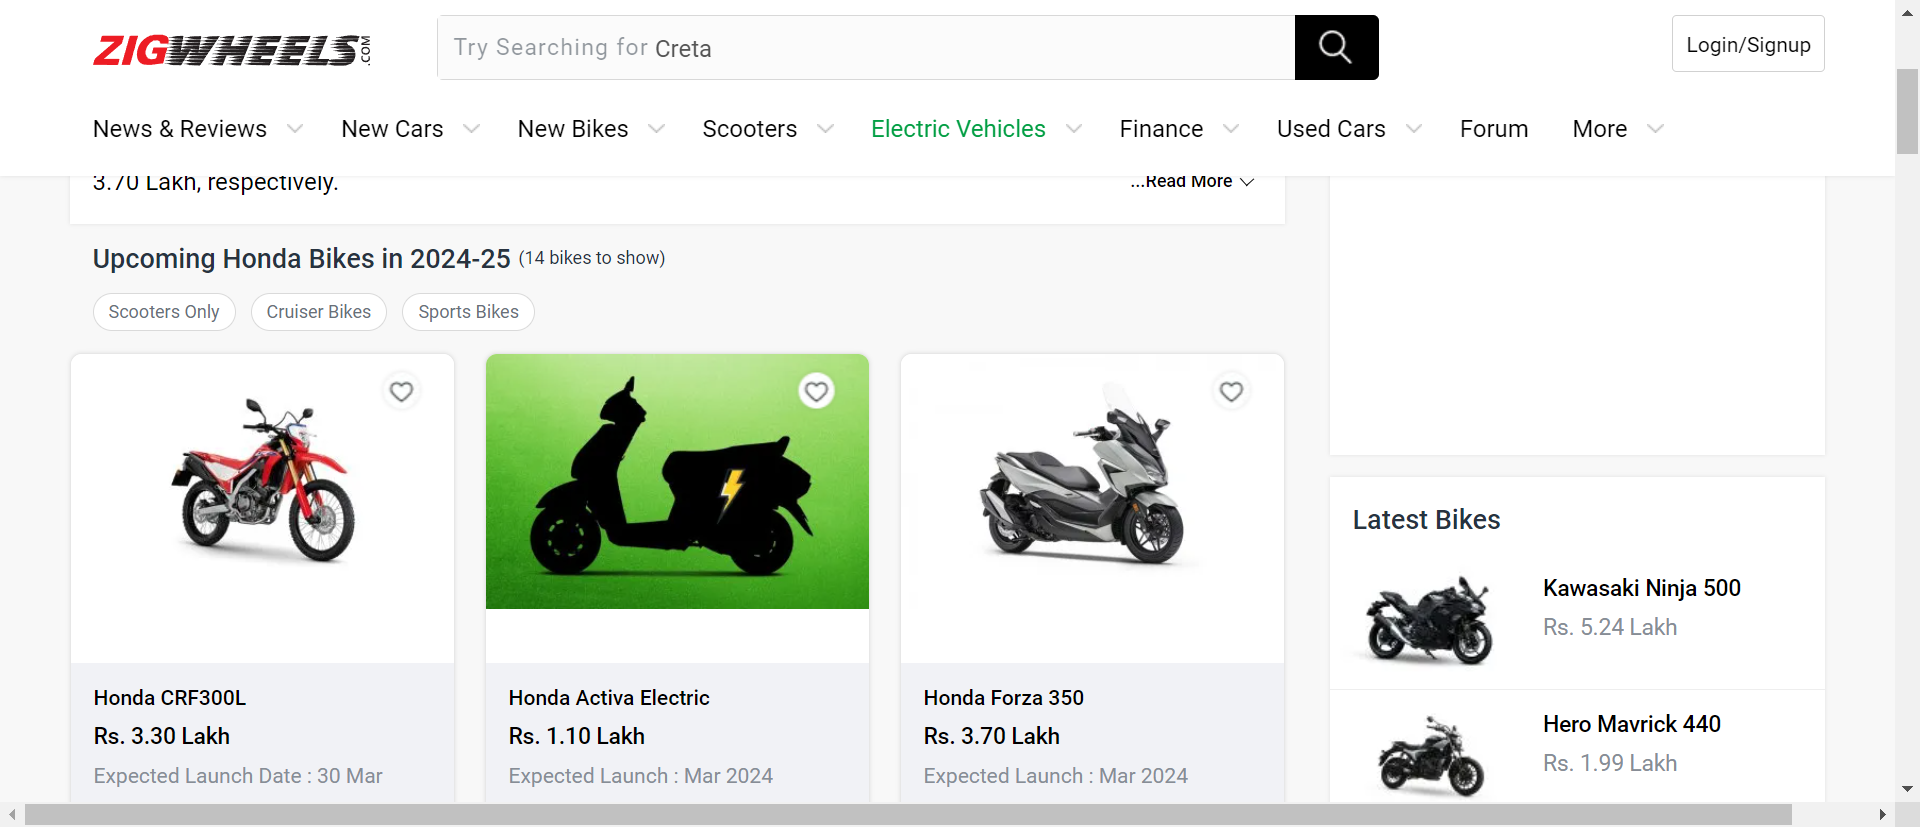 ZIGWHEELS.COM
Try Searching for Creta
Login/Signup
News & Reviews
New Cars
New Bikes
Scooters
Electric Vehicles
Finance
Used Cars
Forum
More
3.70 Lakh, respectively.
...Read More
Upcoming Honda Bikes in 2024-25 (14 bikes to show)
Scooters Only
Cruiser Bikes
Sports Bikes
Honda CRF300L
Rs. 3.30 Lakh
Expected Launch Date : 30 Mar
Honda Activa Electric
Rs. 1.10 Lakh
Expected Launch : Mar 2024
Honda Forza 350
Rs. 3.70 Lakh
Expected Launch : Mar 2024
Latest Bikes
Kawasaki Ninja 500
Rs. 5.24 Lakh
Hero Mavrick 440
Rs. 1.99 Lakh